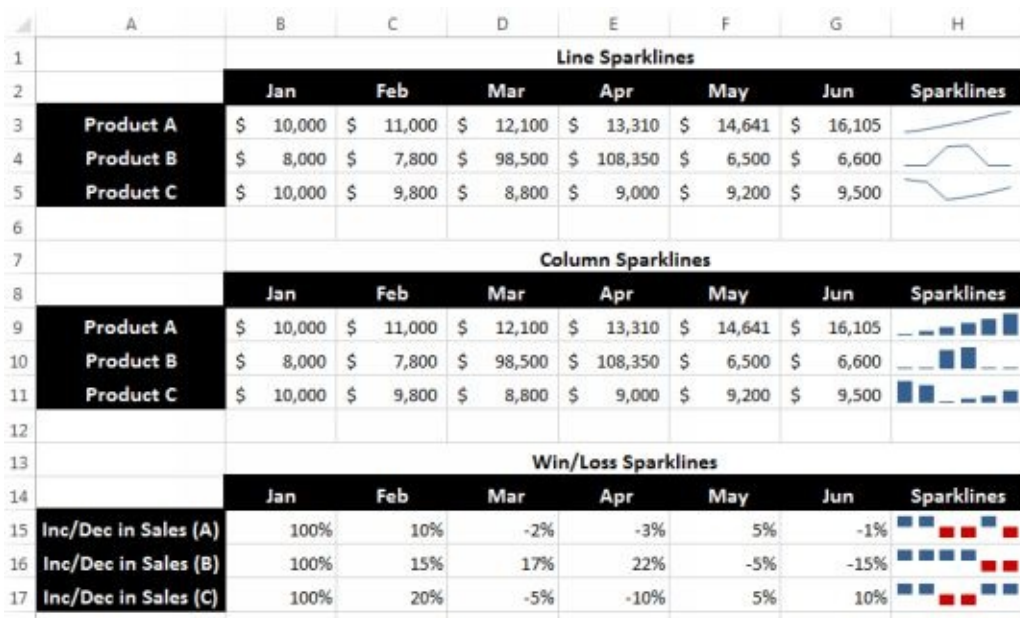 A B C D E F G H
1 Line Sparklines
2 Jan Feb Mar Apr May Jun Sparklines
3 Product A $ 10,000 $ 11,000 $ 12,100 $ 13,310 $ 14,641 $ 16,105
4 Product B $ 8,000 $ 7,800 $ 98,500 $ 108,350 $ 6,500 $ 6,600
5 Product C $ 10,000 $ 9,800 $ 8,800 $ 9,000 $ 9,200 $ 9,500
6
7 Column Sparklines
8 Jan Feb Mar Apr May Jun Sparklines
9 Product A $ 10,000 $ 11,000 $ 12,100 $ 13,310 $ 14,641 $ 16,105
10 Product B $ 8,000 $ 7,800 $ 98,500 $ 108,350 $ 6,500 $ 6,600
11 Product C $ 10,000 $ 9,800 $ 8,800 $ 9,000 $ 9,200 $ 9,500
12
13 Win/Loss Sparklines
14 Jan Feb Mar Apr May Jun Sparklines
15 Inc/Dec in Sales (A) 100% 10% -2% -3% 5% -1%
16 Inc/Dec in Sales (B) 100% 15% 17% 22% -5% -15%
17 Inc/Dec in Sales (C) 100% 20% -5% -10% 5% 10%